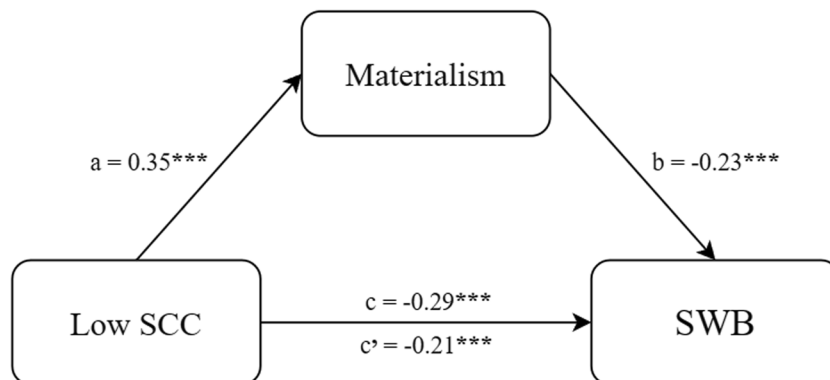 Materialism
a = 0.35***
b = -0.23***
Low SCC
c = -0.29***
c’ = -0.21***
SWB